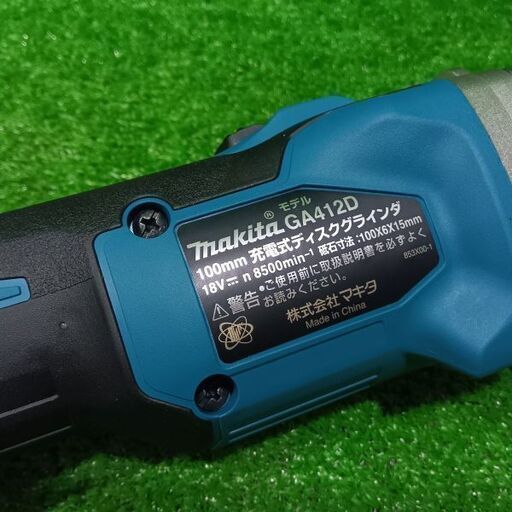 モデル
makita® GA412D
100mm 充電式ディスクグラインダ
18V⎓ n 8500min-1 砥石寸法:100X6X15mm
⚠警告 •ご使用前に取扱説明書を必ずよく
お読みください。
853X00-1
株式会社 マキタ
Made in China